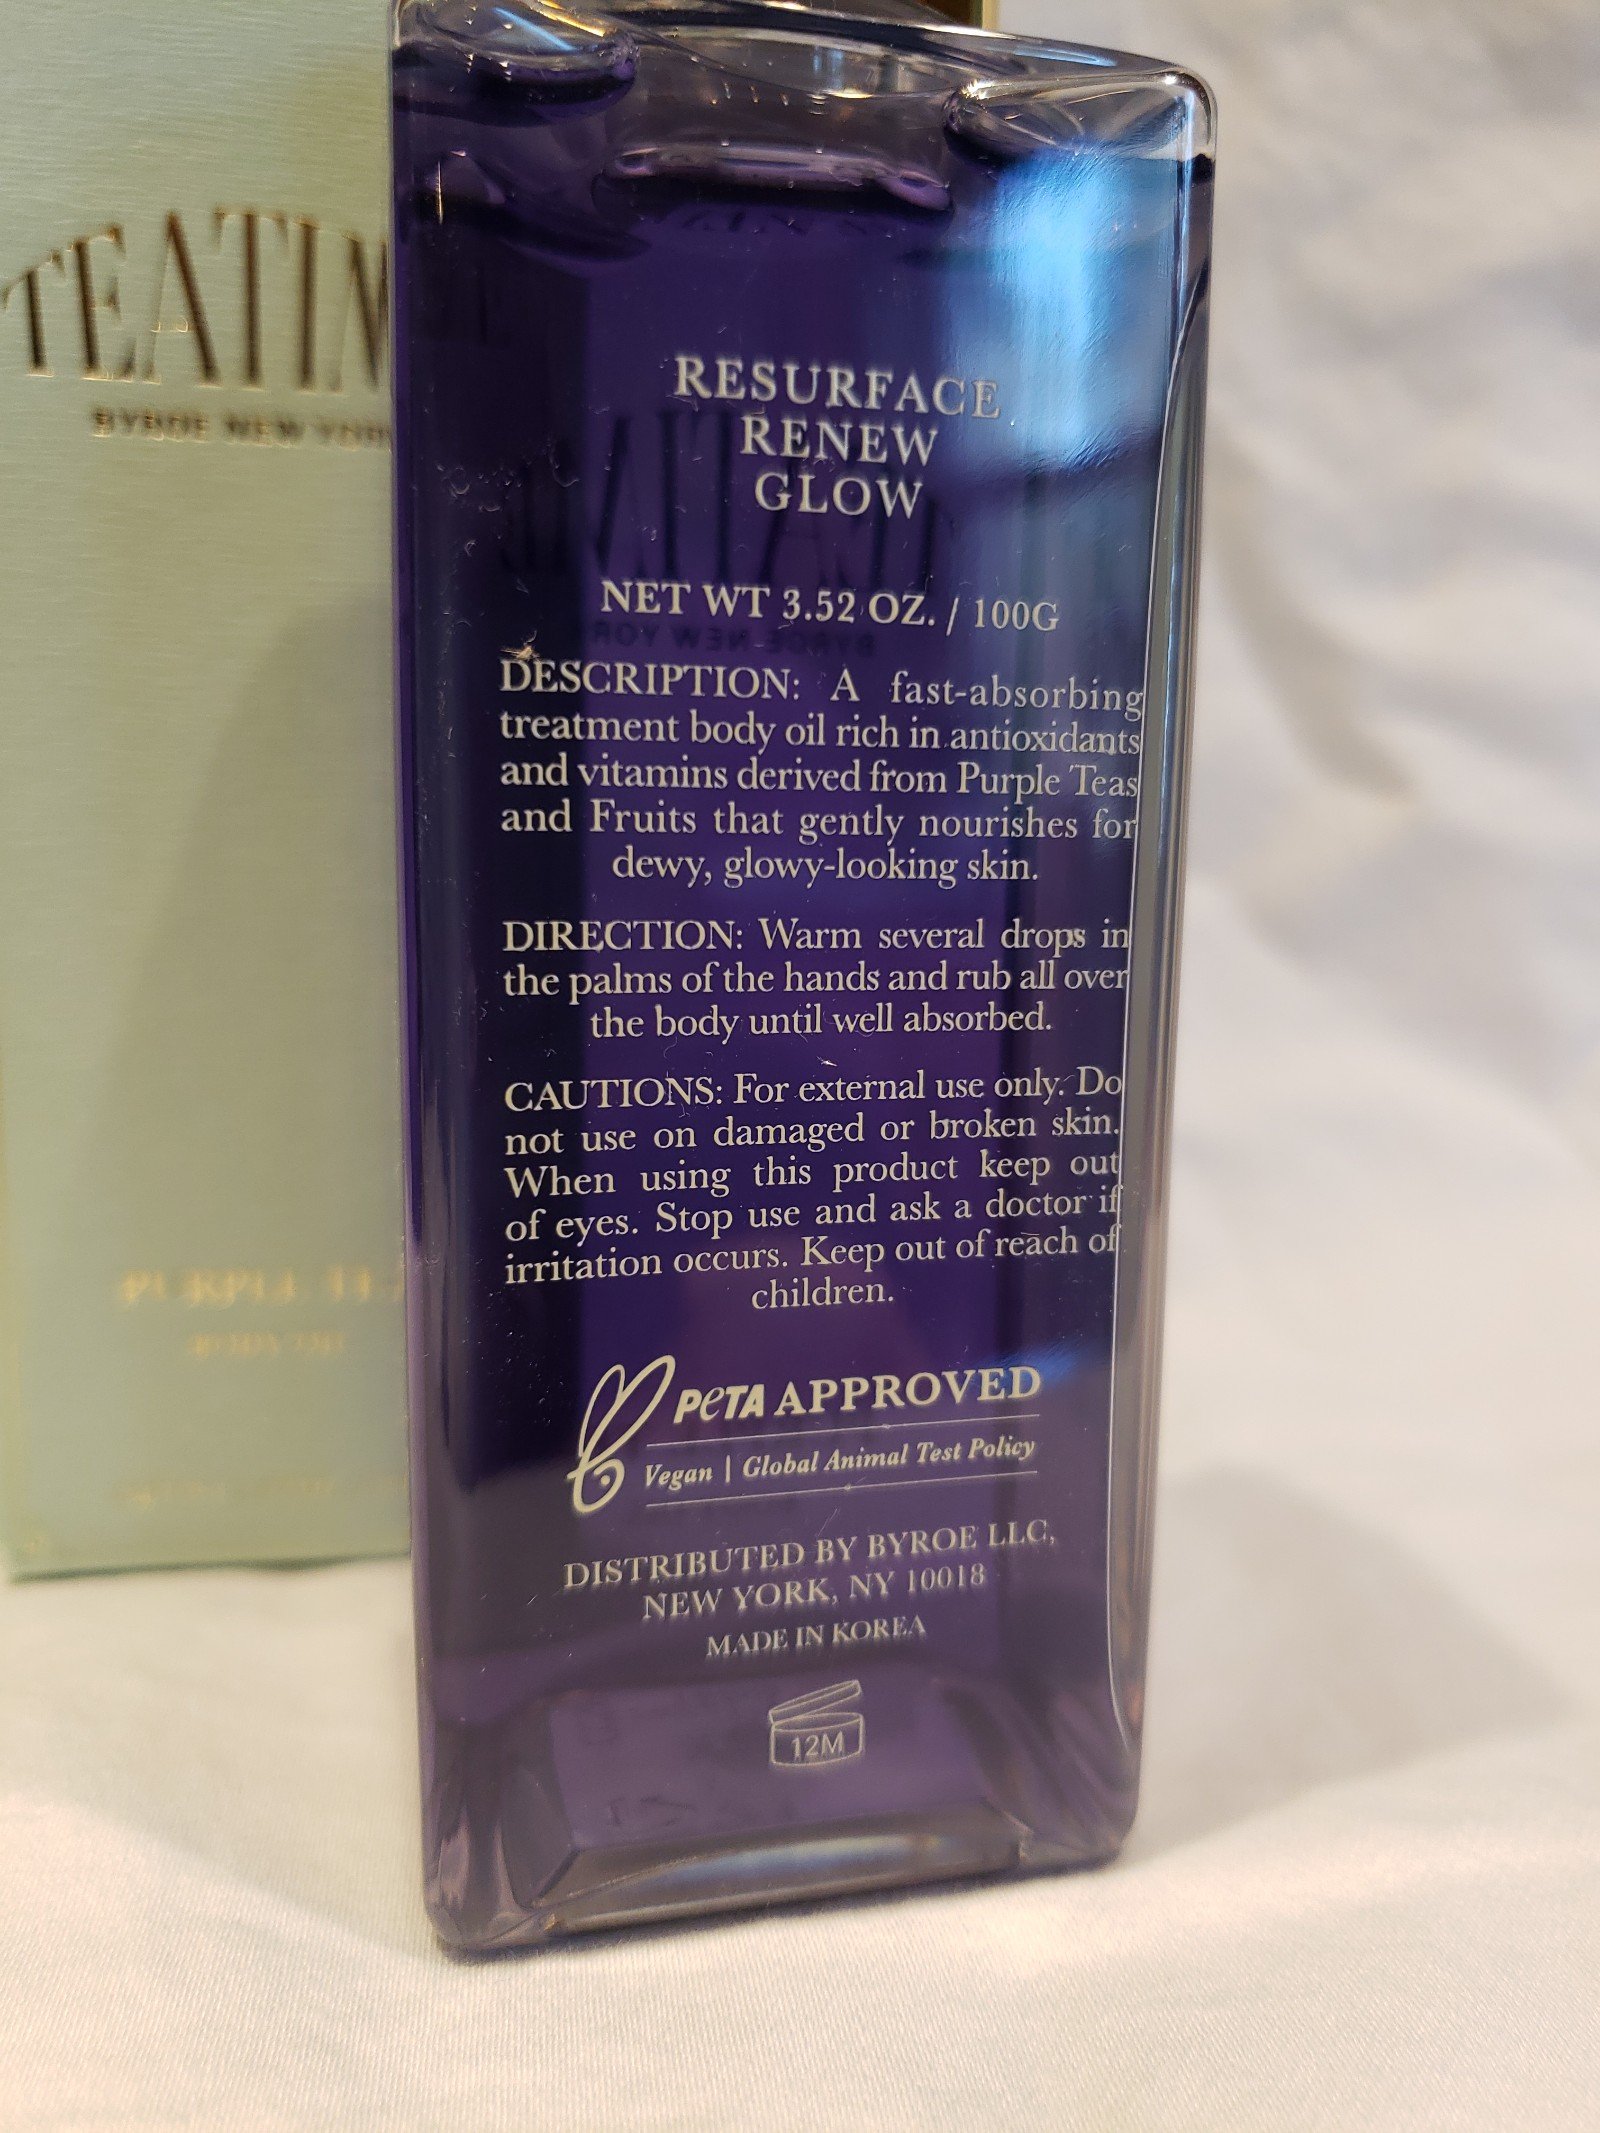 TEATIM
BYROE NEW YOR
PURPLE TE
BODY OIL
RESURFACE
RENEW
GLOW
NET WT 3.52 OZ. / 100G
DESCRIPTION: A fast-absorbing
treatment body oil rich in antioxidants
and vitamins derived from Purple Teas
and Fruits that gently nourishes for
dewy, glowy-looking skin.
DIRECTION: Warm several drops in
the palms of the hands and rub all over
the body until well absorbed.
CAUTIONS: For external use only. Do
not use on damaged or broken skin.
When using this product keep out
of eyes. Stop use and ask a doctor if
irritation occurs. Keep out of reach of
children.
PETA APPROVED
Vegan | Global Animal Test Policy
DISTRIBUTED BY BYROE LLC,
NEW YORK, NY 10018
MADE IN KOREA
12M